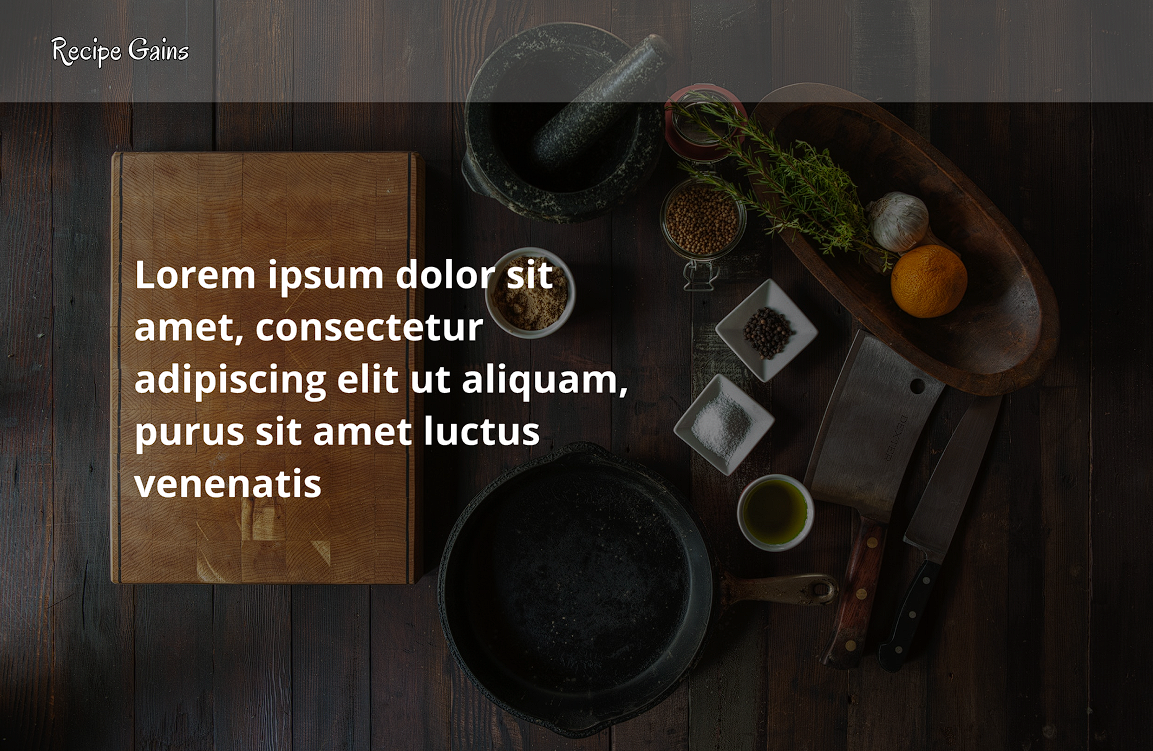 Recipe Gains
Lorem ipsum dolor sit
amet, consectetur
adipiscing elit ut aliquam,
purus sit amet luctus
venenatis